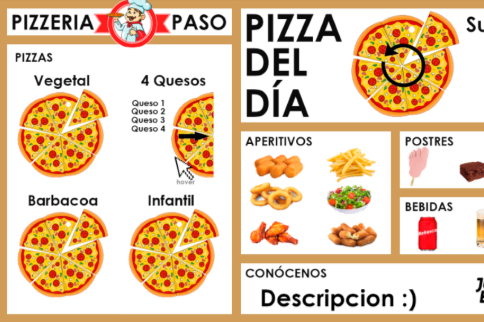 PIZZERIA PASO
PIZZAS
Vegetal
4 Quesos
Queso 1
Queso 2
Queso 3
Queso 4
hover
Barbacoa
Infantil
PIZZA
DEL
DÍA
Su
APERITIVOS
POSTRES
BEBIDAS
CONÓCENOS
Descripcion :)